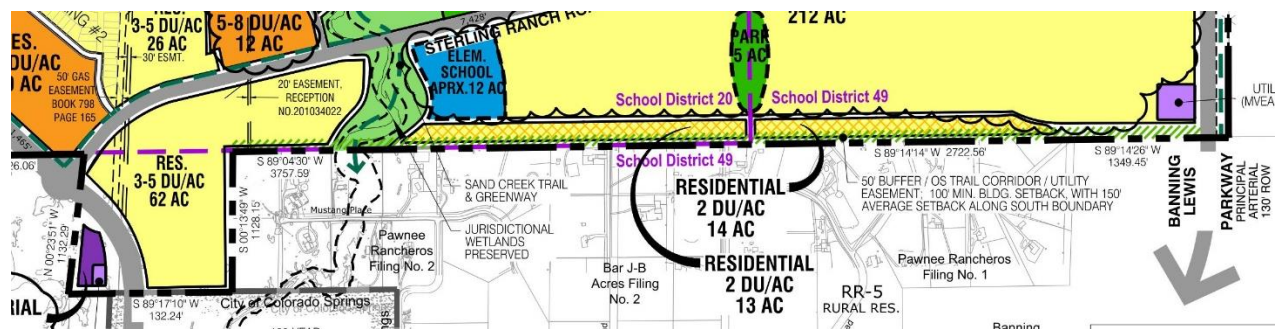 RES.
3-5 DU/AC
26 AC
5-8 DU/AC
12 AC
7,428'
212 AC
RES.
DU/AC
AC
ING #2
30' ESMT.
50' GAS
EASEMENT
BOOK 798
PAGE 165
20' EASEMENT,
RECEPTION
NO.201034022
STERLING RANCH RO
ELEM.
SCHOOL
APRX.12 AC
PARK
5 AC
School District 20
School District 49
School District 49
UTIL
(MVEA
1,465'
26.06'
RES.
3-5 DU/AC
62 AC
S 89°04'30" W
3757.59'
S 00°13'49" W
1128.15'
N 00°23'51" W
1132.29'
S 89°17'10" W
132.24'
SAND CREEK TRAIL
& GREENWAY
Mustang Place
JURISDICTIONAL
WETLANDS
PRESERVED
Pawnee
Rancheros
Filing No. 2
City of Colorado Springs
RESIDENTIAL
2 DU/AC
14 AC
RESIDENTIAL
2 DU/AC
13 AC
Bar J-B
Acres Filing
No. 2
S 89°14'14" W 2722.56'
S 89°14'26" W
1349.45'
50' BUFFER / OS TRAIL CORRIDOR / UTILITY
EASEMENT; 100' MIN. BLDG. SETBACK, WITH 150'
AVERAGE SETBACK ALONG SOUTH BOUNDARY
Pawnee Rancheros
Filing No. 1
RR-5
RURAL RES.
BANNING
LEWIS
PARKWAY
PRINCIPAL
ARTERIAL
130' ROW
RIAL
Banning